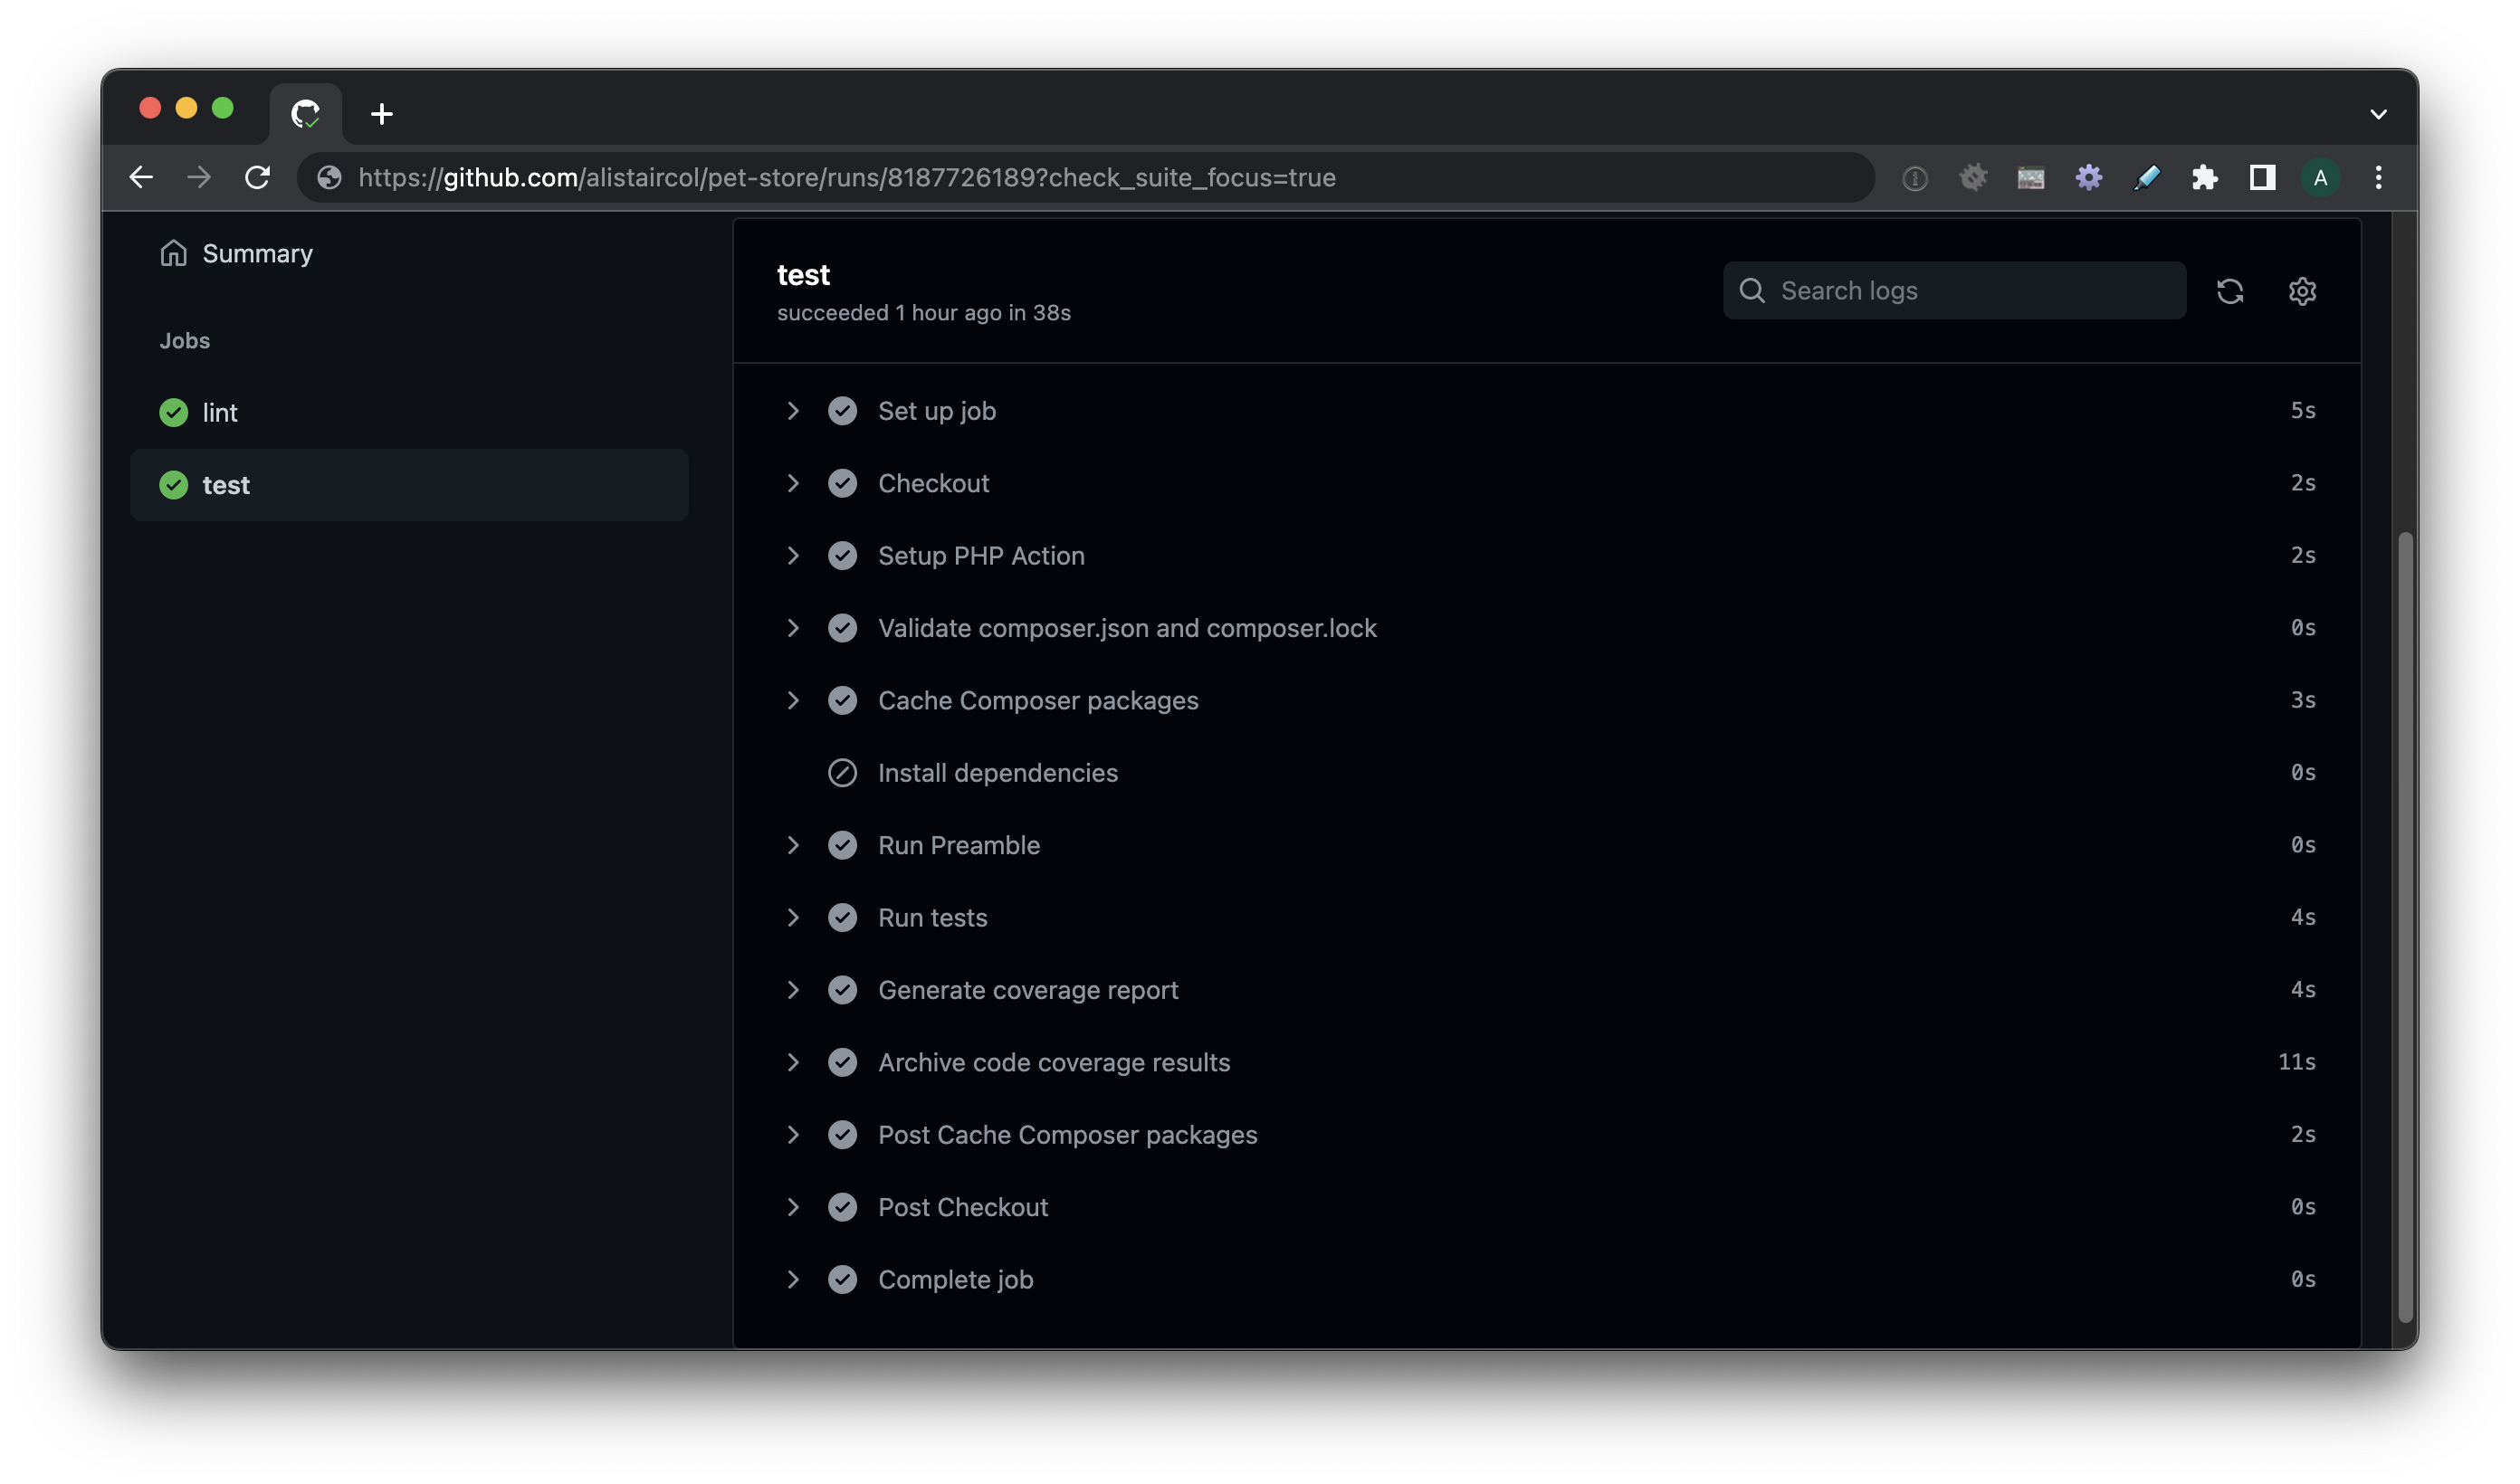 https://github.com/alistaircol/pet-store/runs/8187726189?check_suite_focus=true
A
Summary
Jobs
lint
test
test
succeeded 1 hour ago in 38s
Search logs
Set up job 5s
Checkout 2s
Setup PHP Action 2s
Validate composer.json and composer.lock 0s
Cache Composer packages 3s
Install dependencies 0s
Run Preamble 0s
Run tests 4s
Generate coverage report 4s
Archive code coverage results 11s
Post Cache Composer packages 2s
Post Checkout 0s
Complete job 0s